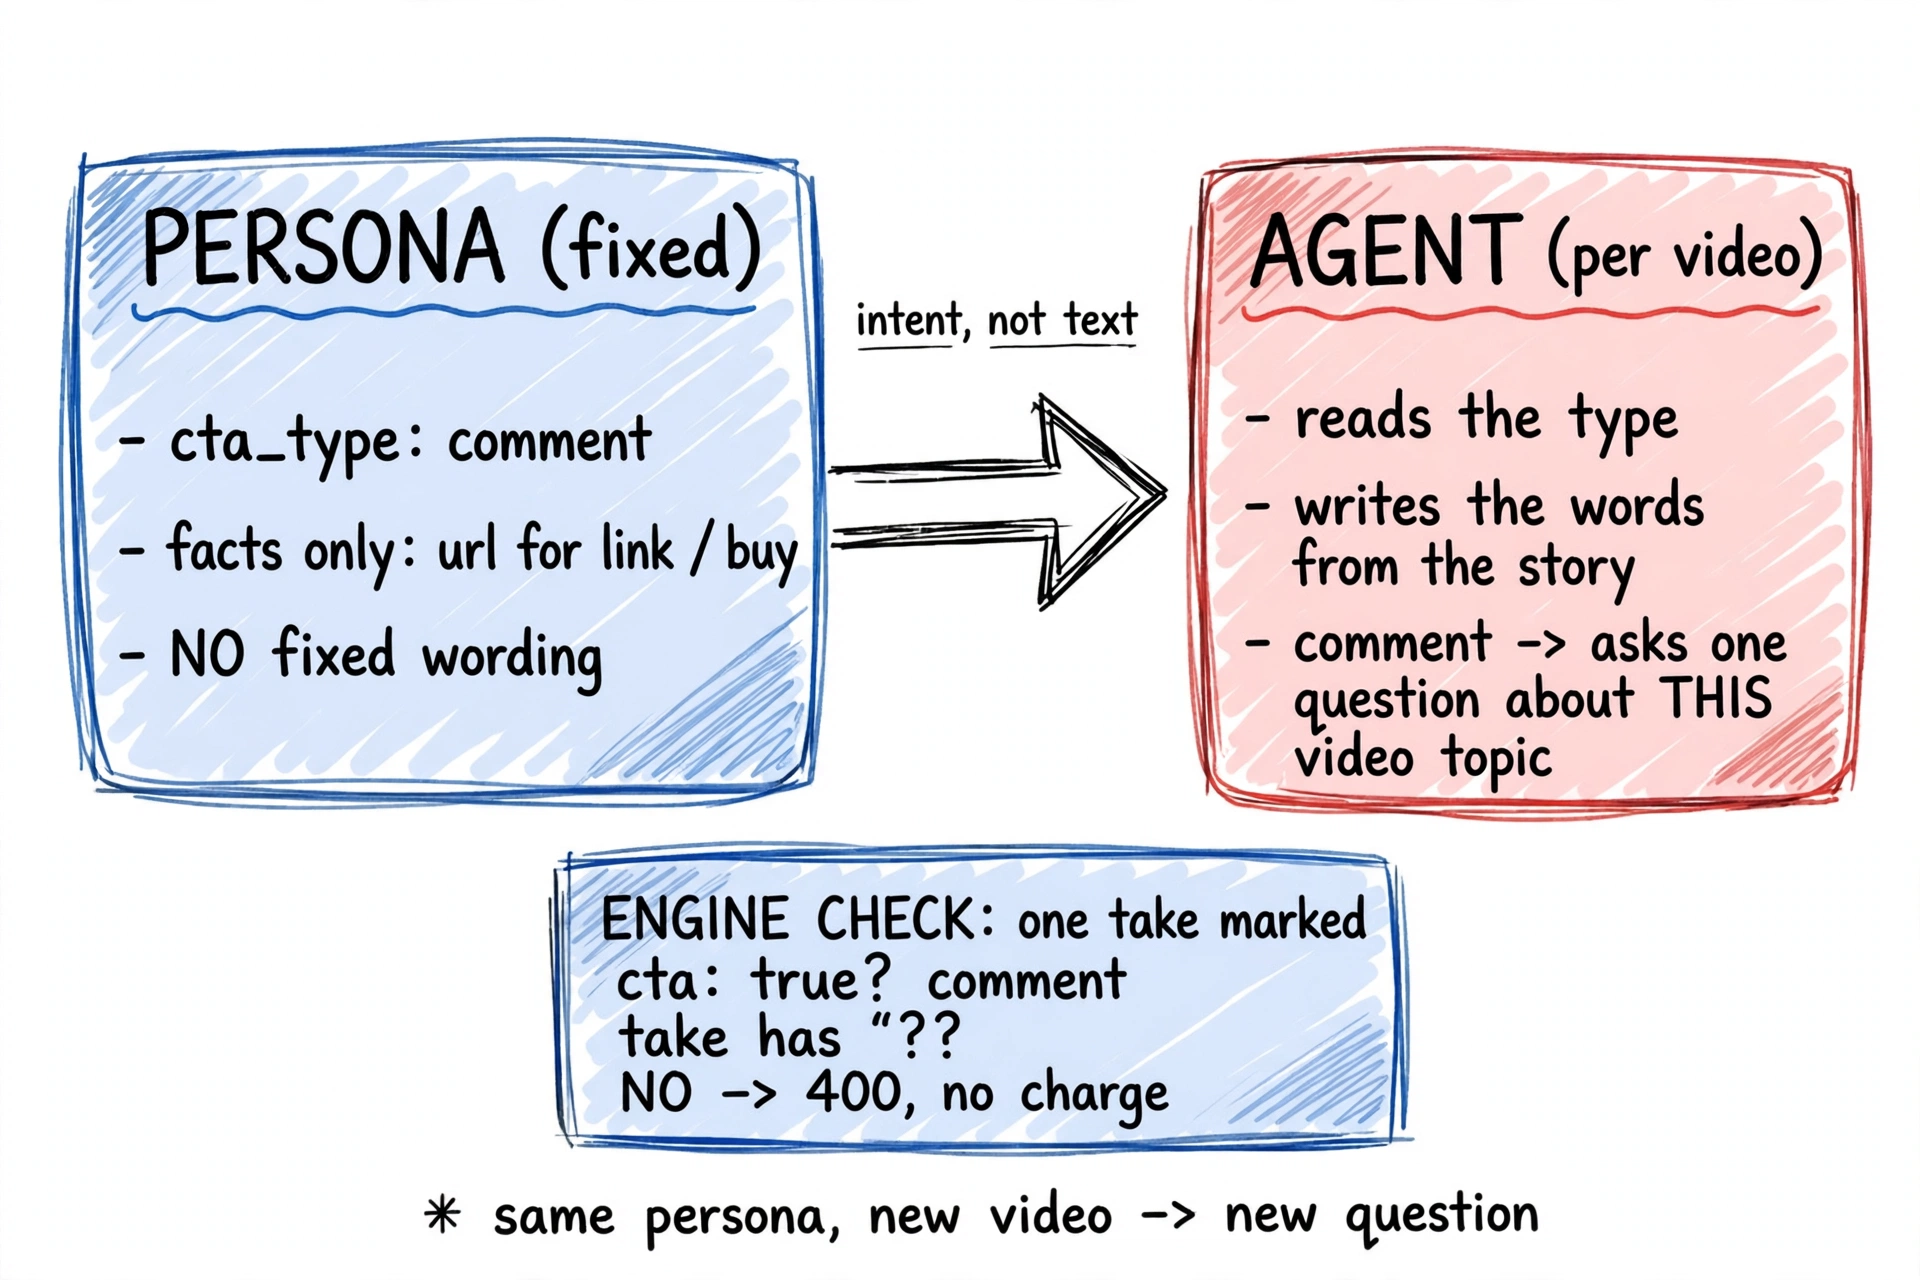 PERSONA (fixed)
- cta_type: comment
- facts only: url for link / buy
- NO fixed wording
intent, not text
AGENT (per video)
- reads the type
- writes the words
from the story
- comment -> asks one
question about THIS
video topic
ENGINE CHECK: one take marked
cta: true? comment
take has “??
NO -> 400, no charge
* same persona, new video -> new question